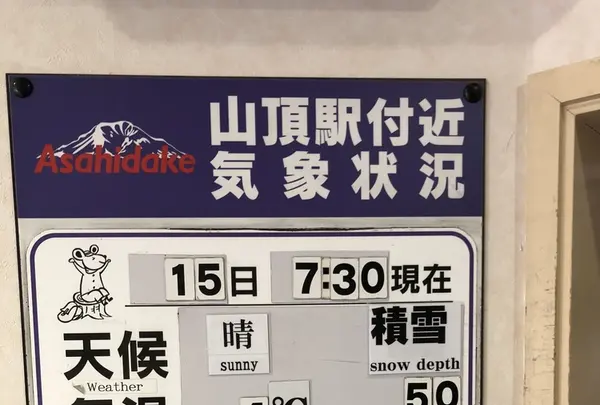 Asahidake
山頂駅付近
気象状況
15日 7:30現在
天候
Weather
晴
sunny
積雪
snow depth
℃
50